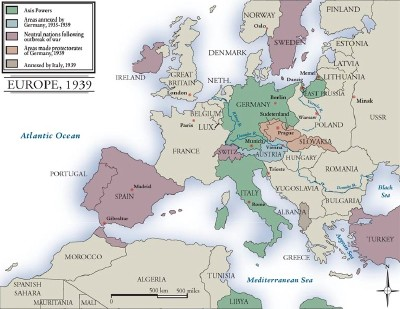 Axis Powers
Areas annexed by
Germany, 1935-1939
Neutral nations following
outbreak of war
Areas made protectorates
of Germany, 1939
Annexed by Italy, 1939
EUROPE, 1939
NORWAY
Oslo
SWEDEN
FINLAND
ESTONIA
LATVIA
LITHUANIA
Memel
DENMARK
Danzig
EAST PRUSSIA
IRELAND
GREAT
BRITAIN
London
NETH.
Berlin
GERMANY
Warsaw
POLAND
Minsk
USSR
BELGIUM
LUX
Paris
Sudetenland
Prague
SLOVAKIA
Munich
Vienna
AUSTRIA
HUNGARY
Atlantic Ocean
FRANCE
SWITZ.
Trieste
ROMANIA
YUGOSLAVIA
Black
Sea
BULGARIA
PORTUGAL
SPAIN
Madrid
ITALY
Rome
ALBANIA
GREECE
Aegean Sea
TURKEY
Gibraltar
MOROCCO
ALGERIA
TUNISIA
Mediterranean Sea
SPANISH
SAHARA
MAURITANIA
MALI
500 km
500 miles
LIBYA